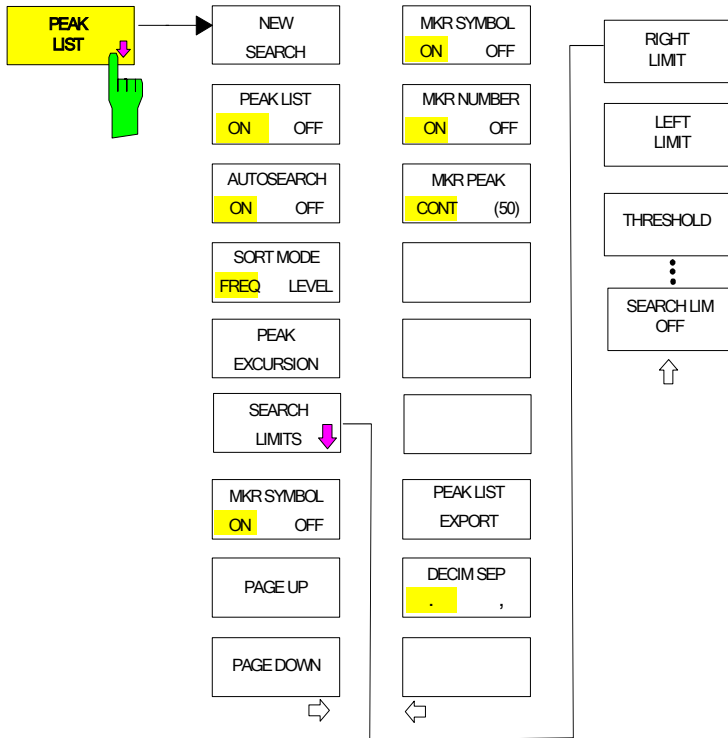 PEAK
LIST
NEW
SEARCH
PEAK LIST
ON OFF
AUTOSEARCH
ON OFF
SORT MODE
FREQ LEVEL
PEAK
EXCURSION
SEARCH
LIMITS
MKR SYMBOL
ON OFF
PAGE UP
PAGE DOWN
MKR SYMBOL
ON OFF
MKR NUMBER
ON OFF
MKR PEAK
CONT (50)
PEAK LIST
EXPORT
DECIM SEP
. ,
RIGHT
LIMIT
LEFT
LIMIT
THRESHOLD
SEARCH LIM
OFF